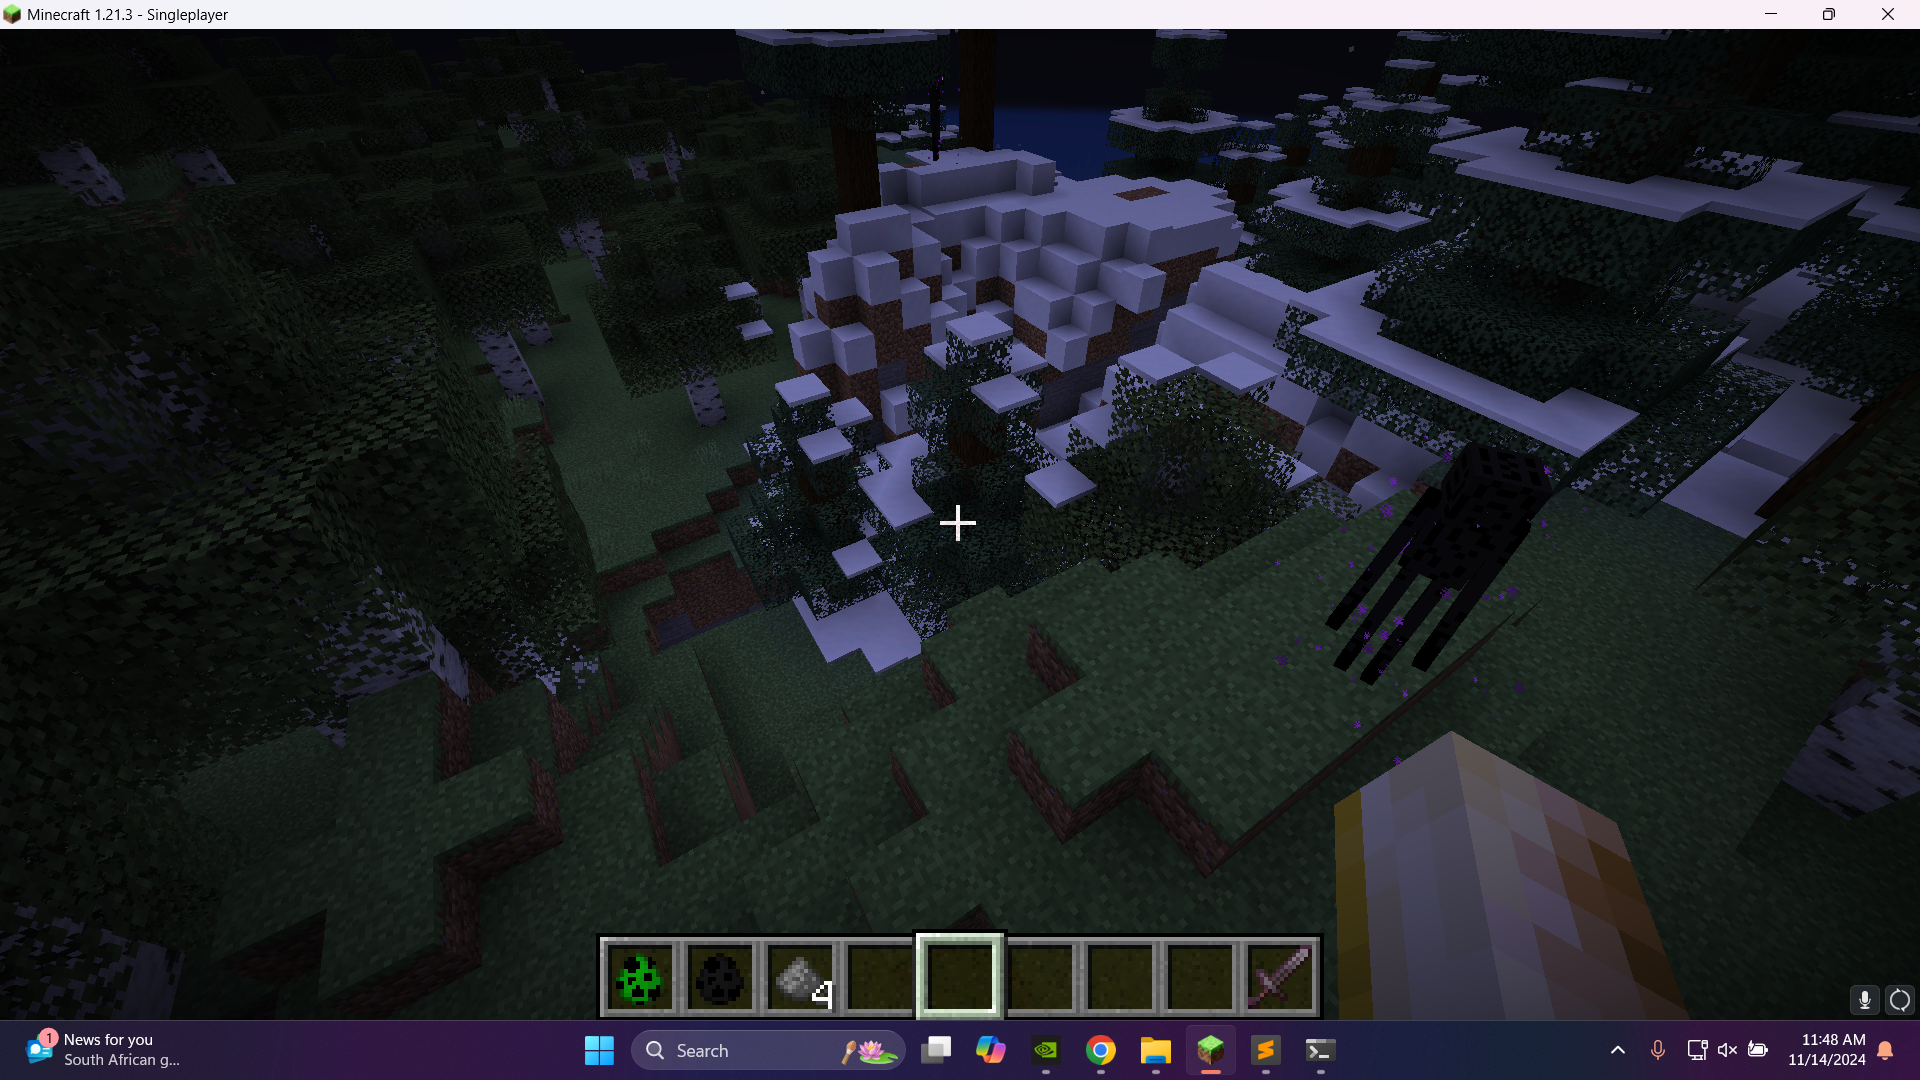 Minecraft 1.21.3 - Singleplayer
4
1
News for you
South African g...
Search
11:48 AM
11/14/2024